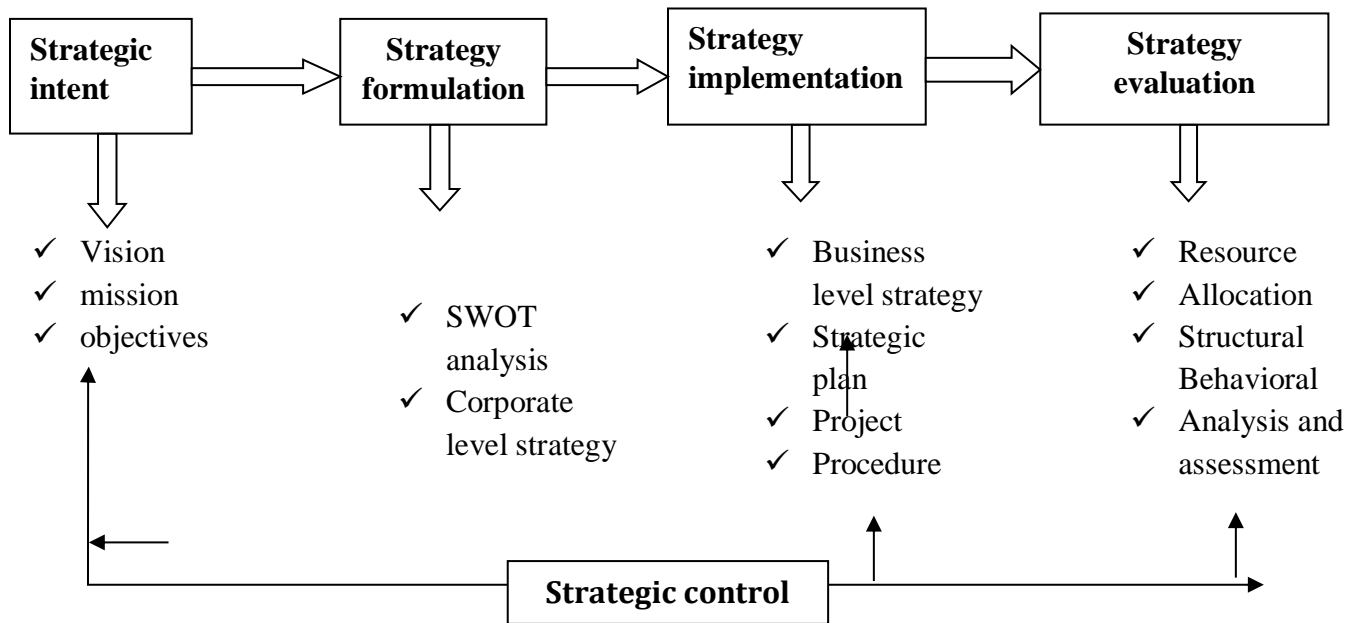 Strategic
intent
Strategy
formulation
Strategy
implementation
Strategy
evaluation
✓ Vision
✓ mission
✓ objectives
✓ SWOT
analysis
✓ Corporate
level strategy
✓ Business
level strategy
✓ Strategic
plan
✓ Project
✓ Procedure
✓ Resource
✓ Allocation
✓ Structural
Behavioral
✓ Analysis and
assessment
Strategic control